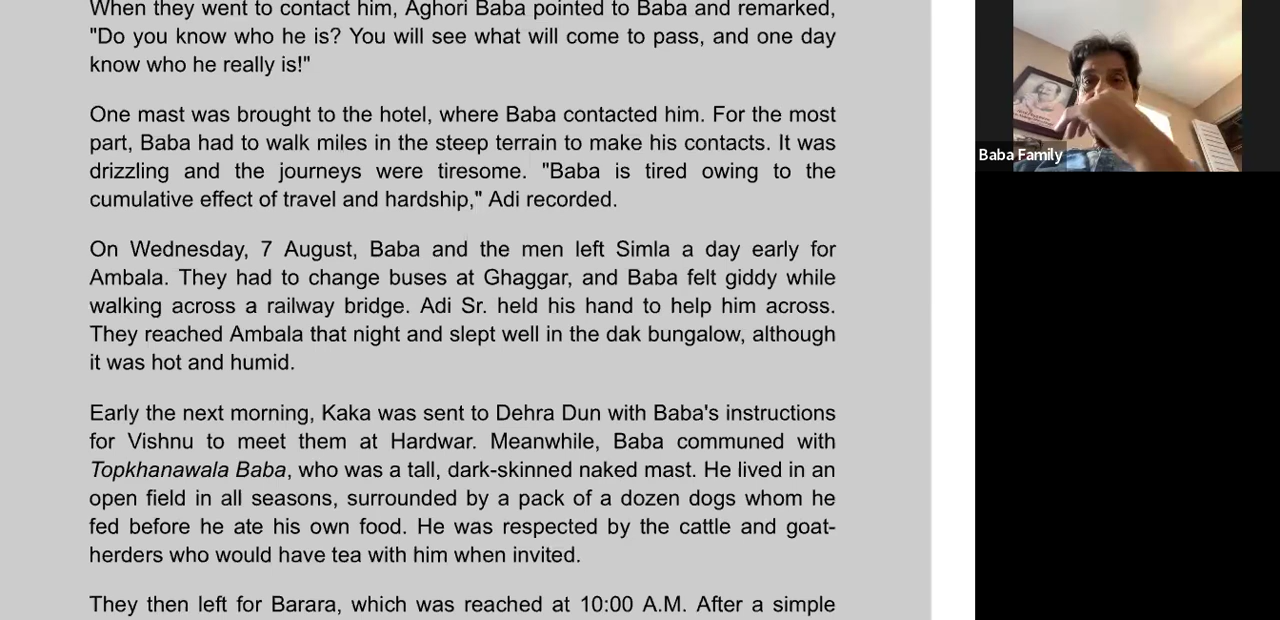 When they went to contact him, Aghori Baba pointed to Baba and remarked,
"Do you know who he is? You will see what will come to pass, and one day
know who he really is!"
One mast was brought to the hotel, where Baba contacted him. For the most
part, Baba had to walk miles in the steep terrain to make his contacts. It was
drizzling and the journeys were tiresome. "Baba is tired owing to the
cumulative effect of travel and hardship," Adi recorded.
On Wednesday, 7 August, Baba and the men left Simla a day early for
Ambala. They had to change buses at Ghaggar, and Baba felt giddy while
walking across a railway bridge. Adi Sr. held his hand to help him across.
They reached Ambala that night and slept well in the dak bungalow, although
it was hot and humid.
Early the next morning, Kaka was sent to Dehra Dun with Baba's instructions
for Vishnu to meet them at Hardwar. Meanwhile, Baba communed with
Topkhanawala Baba, who was a tall, dark-skinned naked mast. He lived in an
open field in all seasons, surrounded by a pack of a dozen dogs whom he
fed before he ate his own food. He was respected by the cattle and goat-
herders who would have tea with him when invited.
They then left for Barara, which was reached at 10:00 A.M. After a simple
Baba Family